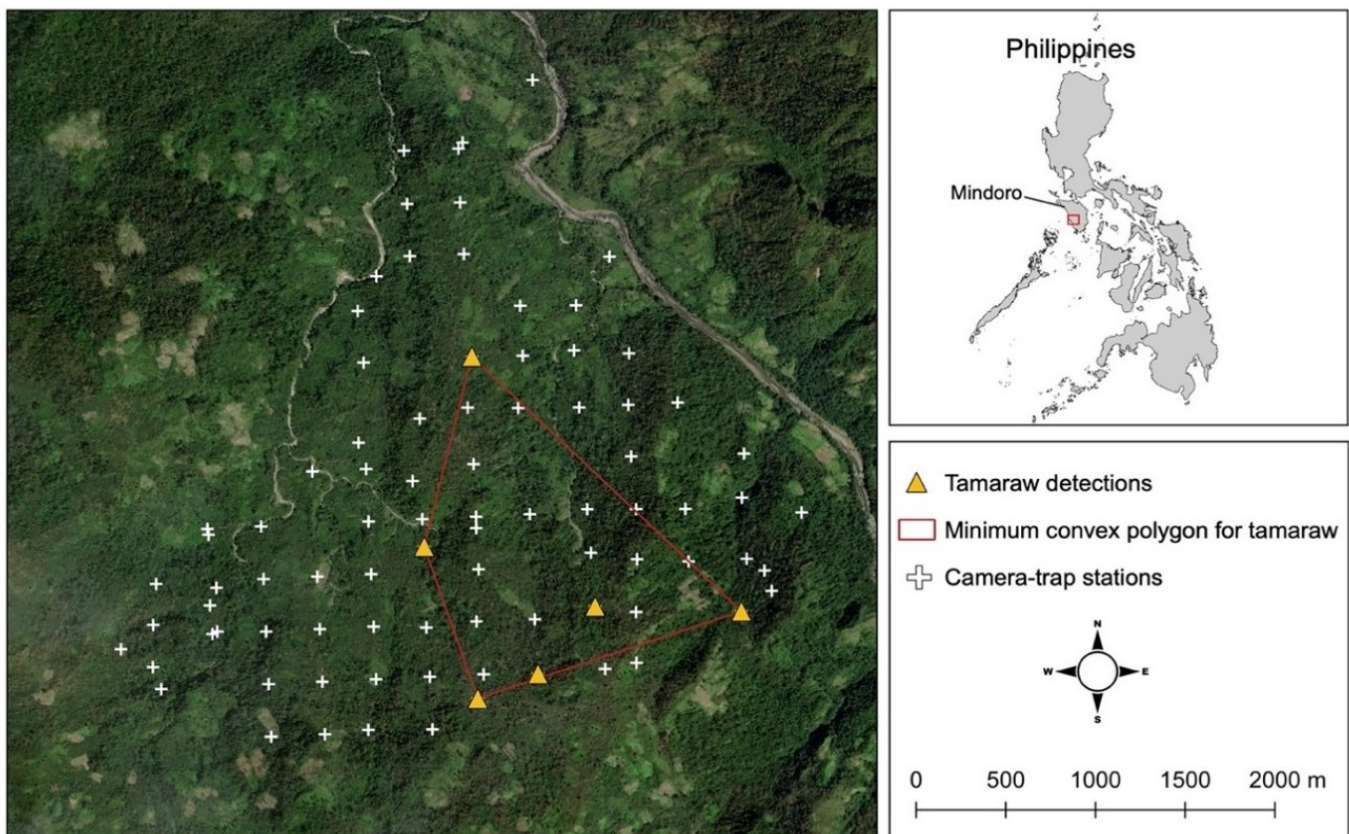 Philippines
Mindoro
Tamaraw detections
Minimum convex polygon for tamaraw
Camera-trap stations
N
W E
S
0 500 1000 1500 2000 m